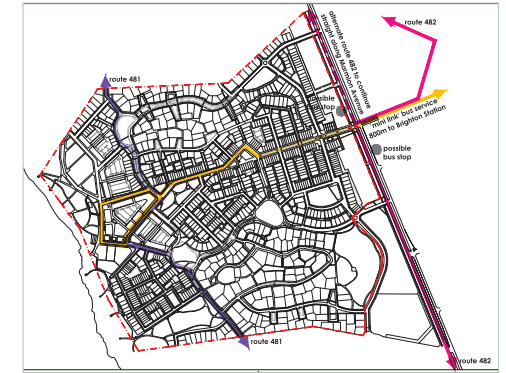 route 482
alternate route 482 to continue
straight along Marmion Avenue
route 481
possible
bus stop
'mini link' bus service
800m to Brighton Station
possible
bus stop
route 481
route 482